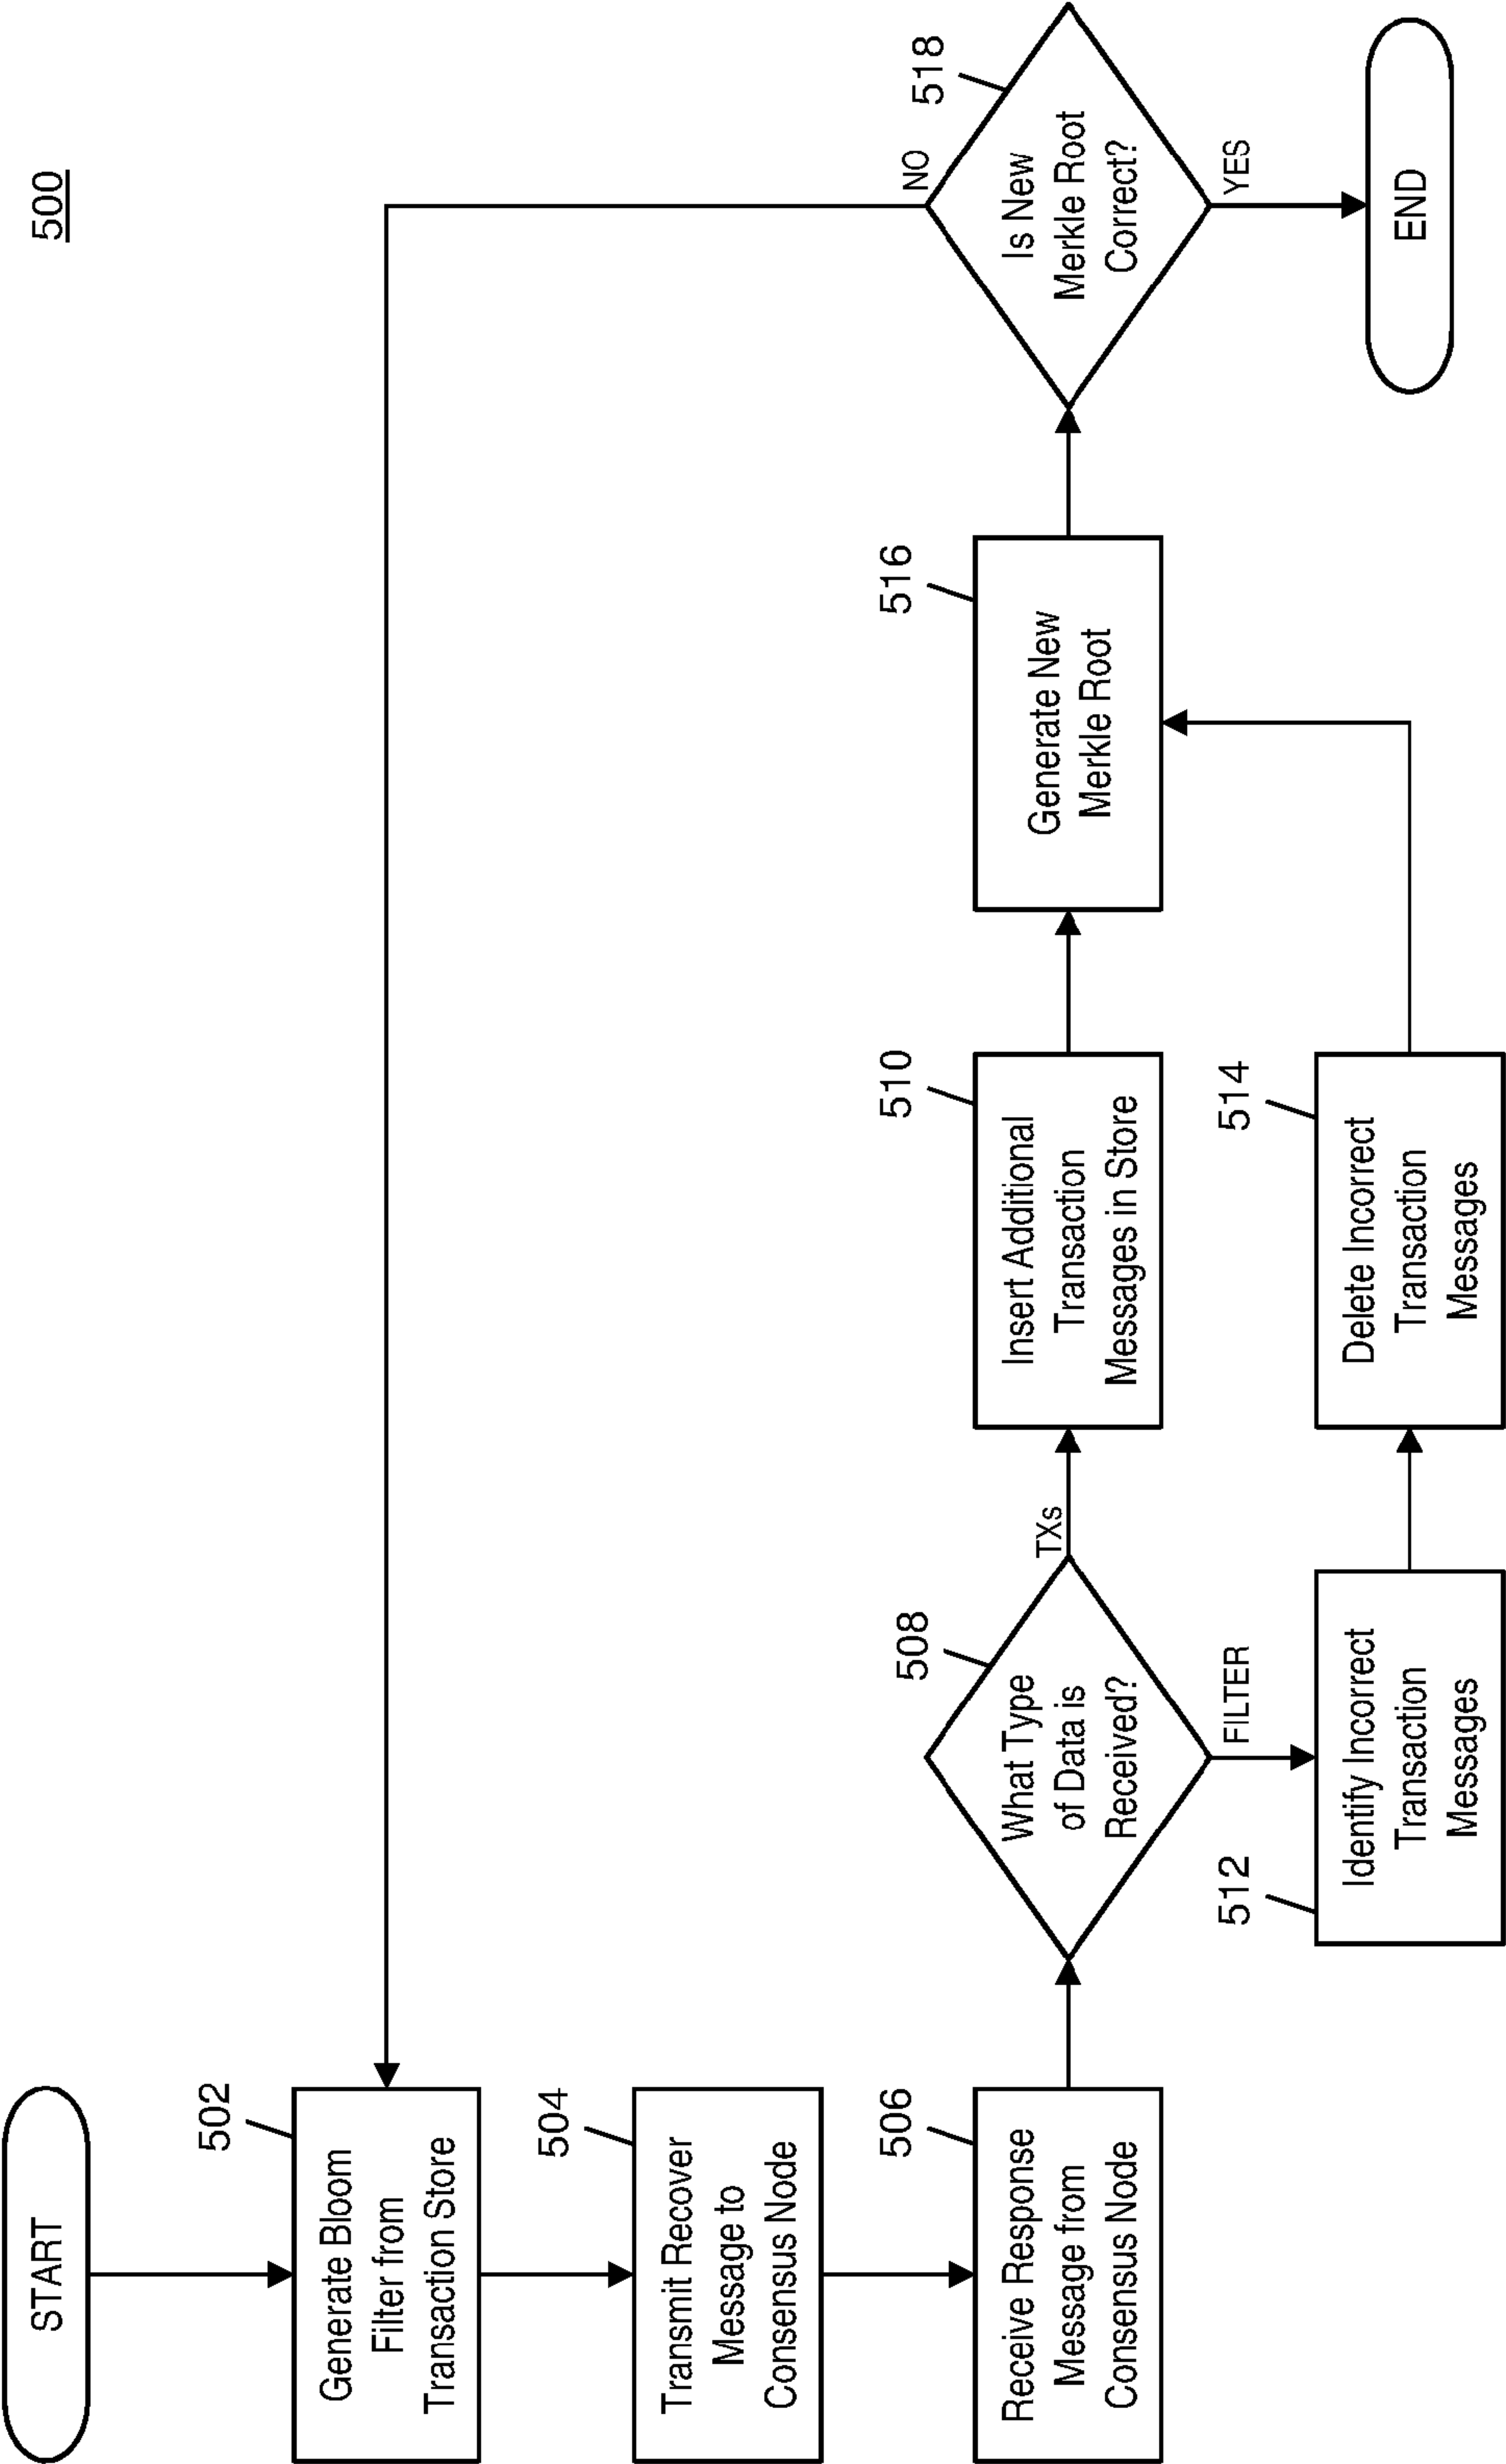 500
START
502
Generate Bloom
Filter from
Transaction Store
504
Transmit Recover
Message to
Consensus Node
506
Receive Response
Message from
Consensus Node
508
What Type
of Data is
Received?
TXs
FILTER
510
Insert Additional
Transaction
Messages in Store
512
Identify Incorrect
Transaction
Messages
514
Delete Incorrect
Transaction
Messages
516
Generate New
Merkle Root
518
Is New
Merkle Root
Correct?
NO
YES
END